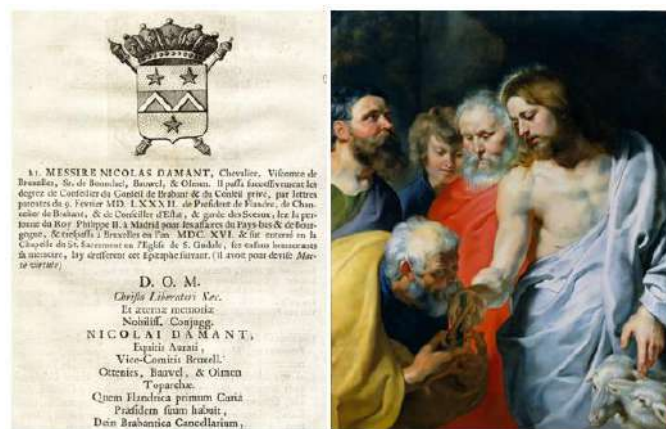 MESSIRE NICOLAS DAMANT, Chevalier, Viscomte de
Bruxelles, Sr. de Bauwel, & Olmen. Il passa successivement les
degrez de Conseiller du Conseil de Brabant & du Conseil privé, par lettres
patentes du 9. Fevrier MD. LXXXII. de President de Flandre, de Chan-
celier de Brabant, & de Conseiller d'Estat, & garde des Sceaux, lez la per-
sonne du Roy Philippe II. à Madrid pour les affaires du Pays-bas & de Bour-
gogne, & trespassa à Bruxelles en l'an MDC. XVI. & fut enterré en la
Chapelle du St. Sacrement en l'Eglise de S. Gudule, ses enfans
sa memoire, luy dresserent cet Epitaphe suivant. (il avoit pour devise Mar-
te virtute)
D. O. M.
Christo Liberatori Sac.
Et æternæ memoriæ
Nobiliss. Conjugg.
NICOLAI DAMANT,
Equitis Aurati,
Vice-Comitis Bruxell.
Ottenies, Bauvel, & Olmen
Toparchæ.
Quem Flandrica primum Curia
Præsidem suum habuit,
Dein Brabantica Cancellarium,